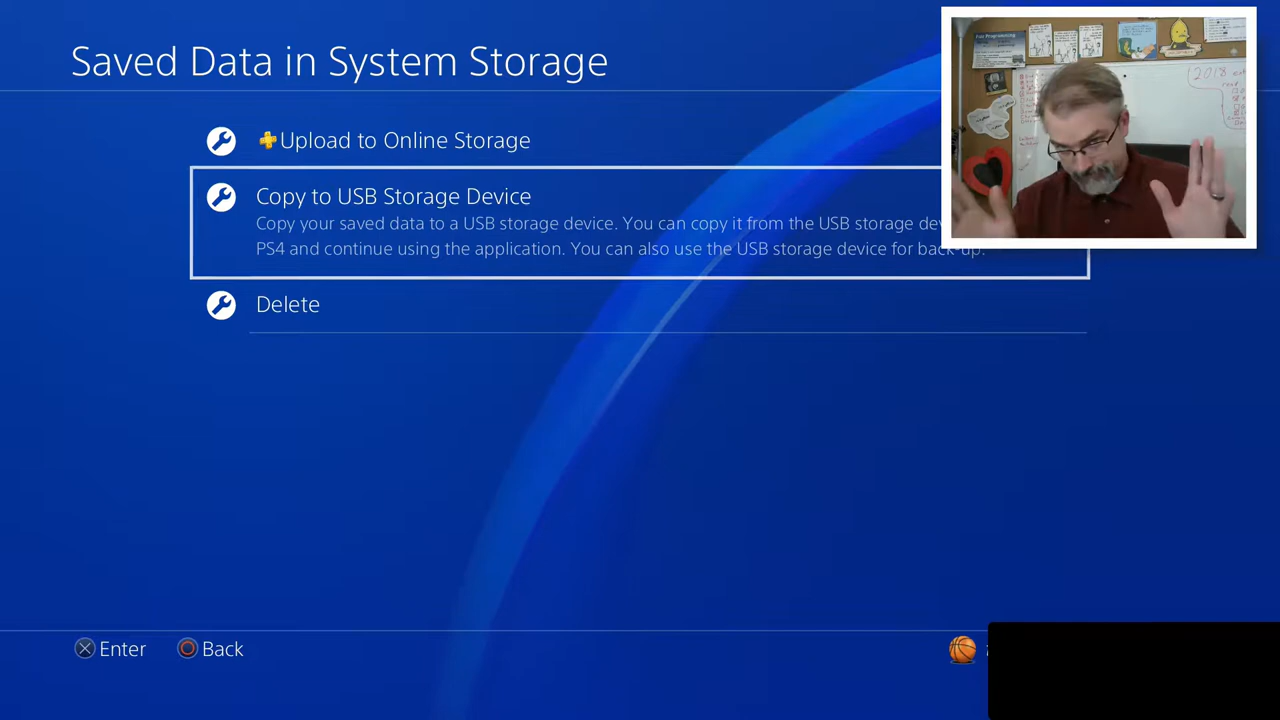 Saved Data in System Storage
Upload to Online Storage
Copy to USB Storage Device
Copy your saved data to a USB storage device. You can copy it from the USB storage
PS4 and continue using the application. You can also use the USB storage device for back-up.
Delete
Enter
Back
2018